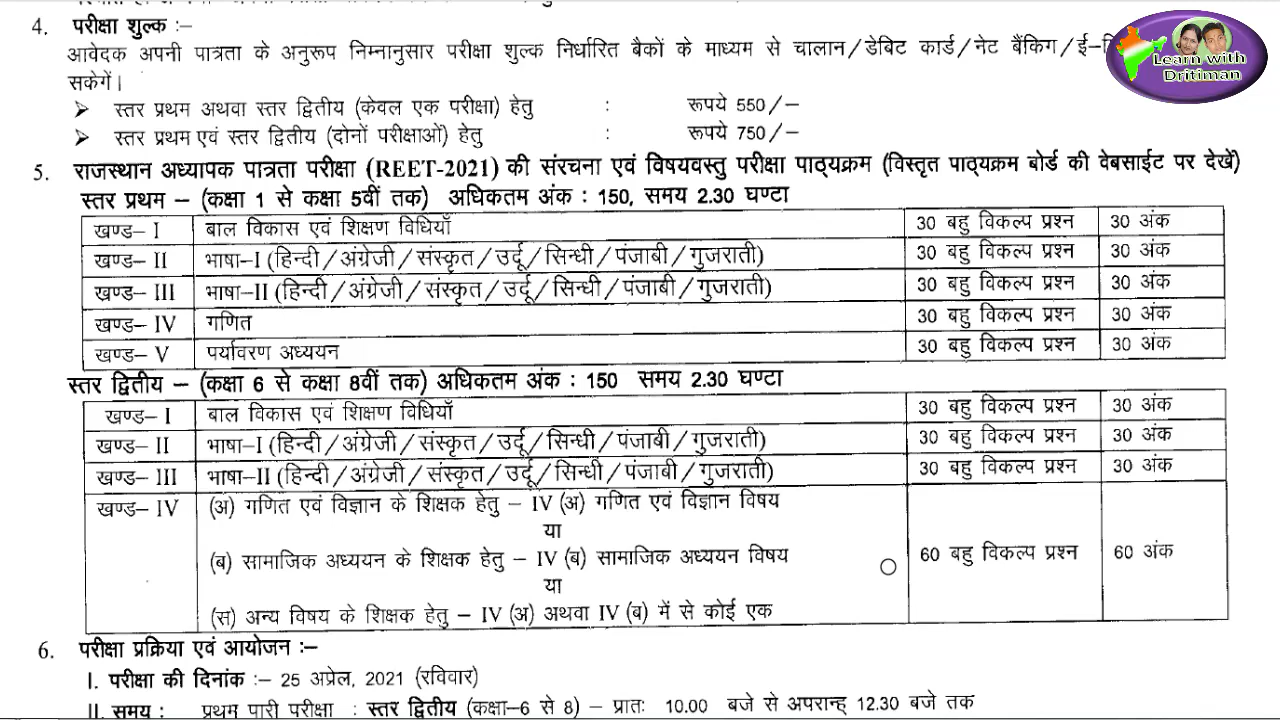 4. परीक्षा शुल्क :–
आवेदक अपनी पात्रता के अनुरूप निम्नानुसार परीक्षा शुल्क निर्धारित बैकों के माध्यम से चालान/डेबिट कार्ड/नेट बैंकिग/ई–
सकेगें।
➢ स्तर प्रथम अथवा स्तर द्वितीय (केवल एक परीक्षा) हेतु : रूपये 550/–
➢ स्तर प्रथम एवं स्तर द्वितीय (दोनों परीक्षाओं) हेतु : रूपये 750/–
5. राजस्थान अध्यापक पात्रता परीक्षा (REET-2021) की संरचना एवं विषयवस्तु परीक्षा पाठ्यक्रम (विस्तृत पाठ्यक्रम बोर्ड की वेबसाईट पर देखें)
स्तर प्रथम – (कक्षा 1 से कक्षा 5वीं तक) अधिकतम अंक : 150, समय 2.30 घण्टा
खण्ड– I बाल विकास एवं शिक्षण विधियाँ 30 बहु विकल्प प्रश्न 30 अंक
खण्ड– II भाषा–I (हिन्दी/अंग्रेजी/संस्कृत/उर्दू/सिन्धी/पंजाबी/गुजराती) 30 बहु विकल्प प्रश्न 30 अंक
खण्ड– III भाषा–II (हिन्दी/अंग्रेजी/संस्कृत/उर्दू/सिन्धी/पंजाबी/गुजराती) 30 बहु विकल्प प्रश्न 30 अंक
खण्ड– IV गणित 30 बहु विकल्प प्रश्न 30 अंक
खण्ड– V पर्यावरण अध्ययन 30 बहु विकल्प प्रश्न 30 अंक
स्तर द्वितीय – (कक्षा 6 से कक्षा 8वीं तक) अधिकतम अंक : 150 समय 2.30 घण्टा
खण्ड– I बाल विकास एवं शिक्षण विधियाँ 30 बहु विकल्प प्रश्न 30 अंक
खण्ड– II भाषा–I (हिन्दी/अंग्रेजी/संस्कृत/उर्दू/सिन्धी/पंजाबी/गुजराती) 30 बहु विकल्प प्रश्न 30 अंक
खण्ड– III भाषा–II (हिन्दी/अंग्रेजी/संस्कृत/उर्दू/सिन्धी/पंजाबी/गुजराती) 30 बहु विकल्प प्रश्न 30 अंक
खण्ड– IV (अ) गणित एवं विज्ञान के शिक्षक हेतु – IV (अ) गणित एवं विज्ञान विषय
या
(ब) सामाजिक अध्ययन के शिक्षक हेतु – IV (ब) सामाजिक अध्ययन विषय 60 बहु विकल्प प्रश्न 60 अंक
या
(स) अन्य विषय के शिक्षक हेतु – IV (अ) अथवा IV (ब) में से कोई एक
6. परीक्षा प्रक्रिया एवं आयोजन :–
I. परीक्षा की दिनांक :– 25 अप्रेल, 2021 (रविवार)
II. समय : प्रथम पारी परीक्षा : स्तर द्वितीय (कक्षा–6 से 8) – प्रातः 10.00 बजे से अपरान्ह् 12.30 बजे तक
Learn with
Dritiman